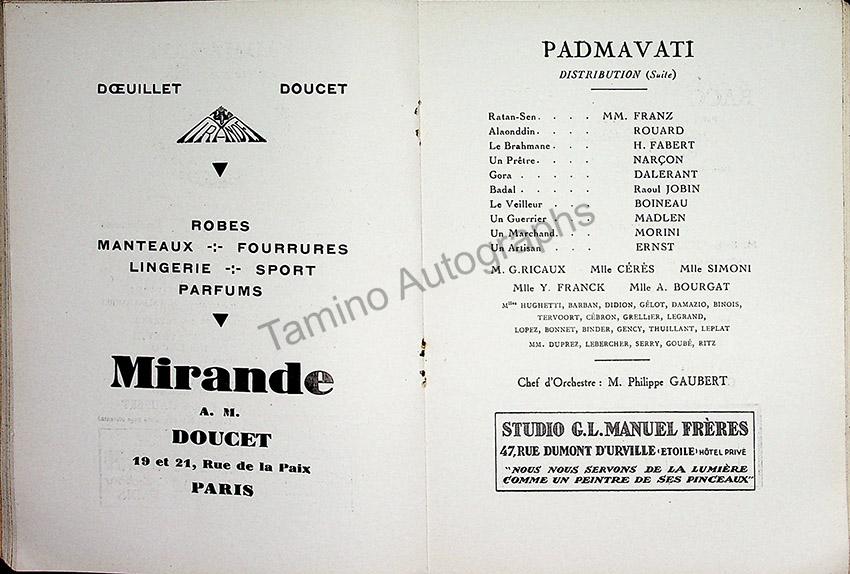 DŒUILLET DOUCET
MIRANDE
ROBES
MANTEAUX -:- FOURRURES
LINGERIE -:- SPORT
PARFUMS
Mirande
A. M.
DOUCET
19 et 21, Rue de la Paix
PARIS
PADMAVATI
DISTRIBUTION (Suite)
Ratan-Sen. . . . MM. FRANZ
Alaonddin. . . . ROUARD
Le Brahmane. . . . H. FABERT
Un Prêtre. . . . NARÇON
Gora . . . . . DALERANT
Badal . . . . . Raoul JOBIN
Le Veilleur . . . BOINEAU
Un Guerrier . . . MADLEN
Un Marchand. . . . MORINI
Un Artisan . . . . ERNST
M. G.RICAUX Mlle CÉRÈS Mlle SIMONI
Mlle Y. FRANCK Mlle A. BOURGAT
Mlles HUGHETTI, BARBAN, DIDION, GÉLOT, DAMAZIO, BINOIS,
TERVOORT, CÉBRON, GRELLIER, LEGRAND,
LOPEZ, BONNET, BINDER, GENCY, THUILLANT, LEPLAT
MM. DUPREZ, LEBERCHER, SERRY, GOUBÉ, RITZ
Chef d'Orchestre : M. Philippe GAUBERT
STUDIO G.L.MANUEL FRÈRES
47, RUE DUMONT D'URVILLE (ETOILE) HÔTEL PRIVÉ
"NOUS NOUS SERVONS DE LA LUMIÈRE
COMME UN PEINTRE DE SES PINCEAUX"
Tamino Autographs